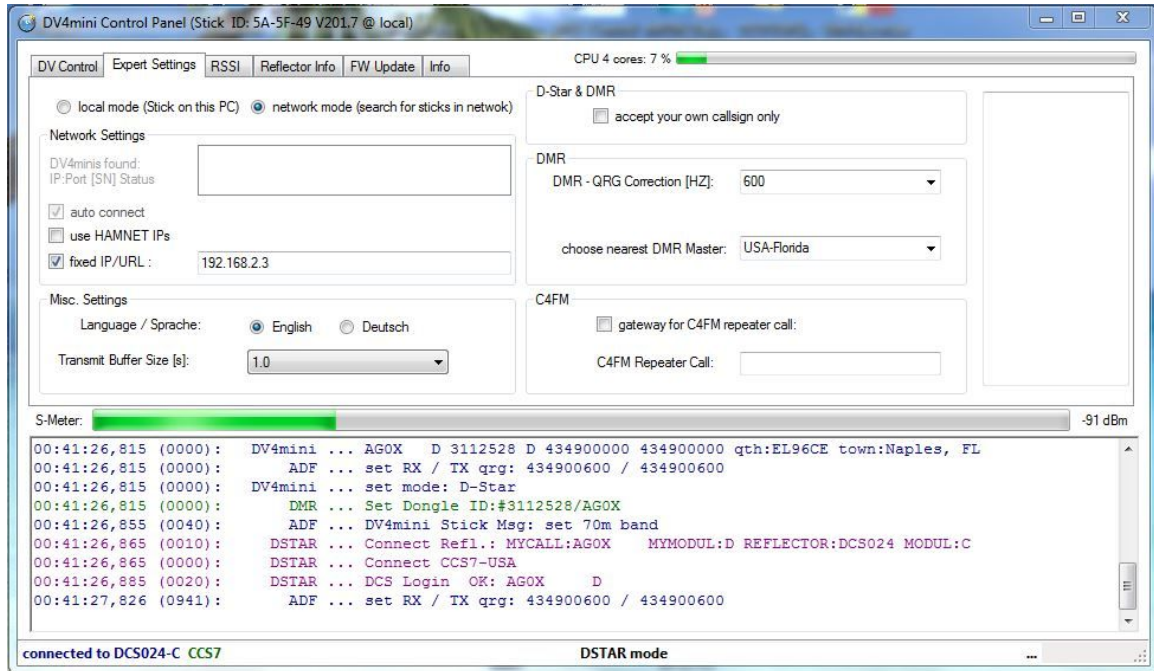 DV4mini Control Panel (Stick ID: 5A-5F-49 V201.7 @ local)
DV Control Expert Settings RSSI Reflector Info FW Update Info
CPU 4 cores: 7 %
local mode (Stick on this PC) network mode (search for sticks in netwok)
Network Settings
DV4minis found:
IP:Port [SN] Status
auto connect
use HAMNET IPs
fixed IP/URL : 192.168.2.3
Misc. Settings
Language / Sprache: English Deutsch
Transmit Buffer Size [s]: 1.0
D-Star & DMR
accept your own callsign only
DMR
DMR - QRG Correction [HZ]: 600
choose nearest DMR Master: USA-Florida
C4FM
gateway for C4FM repeater call:
C4FM Repeater Call:
S-Meter: -91 dBm
00:41:26,815 (0000): DV4mini ... AG0X D 3112528 D 434900000 434900000 qth:EL96CE town:Naples, FL
00:41:26,815 (0000): ADF ... set RX / TX qrg: 434900600 / 434900600
00:41:26,815 (0000): DV4mini ... set mode: D-Star
00:41:26,815 (0000): DMR ... Set Dongle ID:#3112528/AG0X
00:41:26,855 (0040): ADF ... DV4mini Stick Msg: set 70m band
00:41:26,865 (0010): DSTAR ... Connect Refl.: MYCALL:AG0X MYMODUL:D REFLECTOR:DCS024 MODUL:C
00:41:26,865 (0000): DSTAR ... Connect CCS7-USA
00:41:26,885 (0020): DSTAR ... DCS Login OK: AG0X D
00:41:27,826 (0941): ADF ... set RX / TX qrg: 434900600 / 434900600
connected to DCS024-C CCS7 DSTAR mode ...